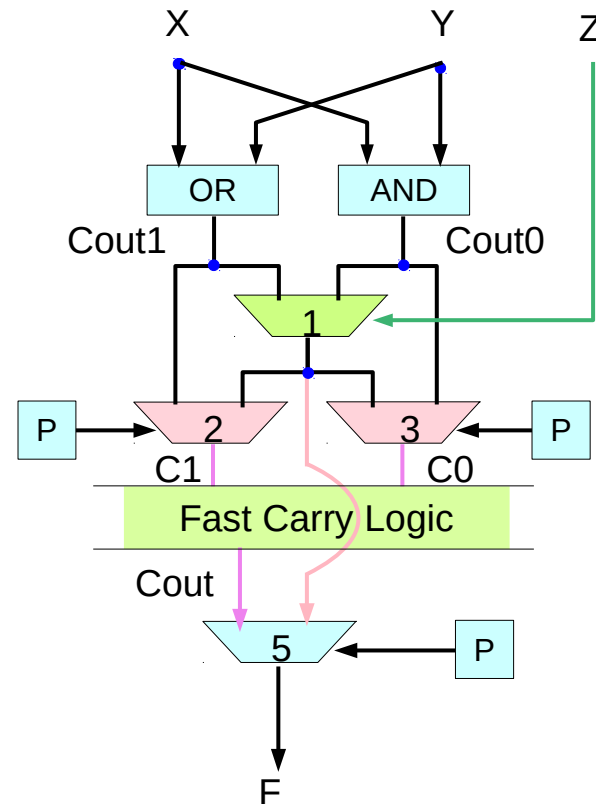 X Y Z
OR AND
Cout1 Cout0
1
P 2 3 P
C1 C0
Fast Carry Logic
Cout
5 P
F